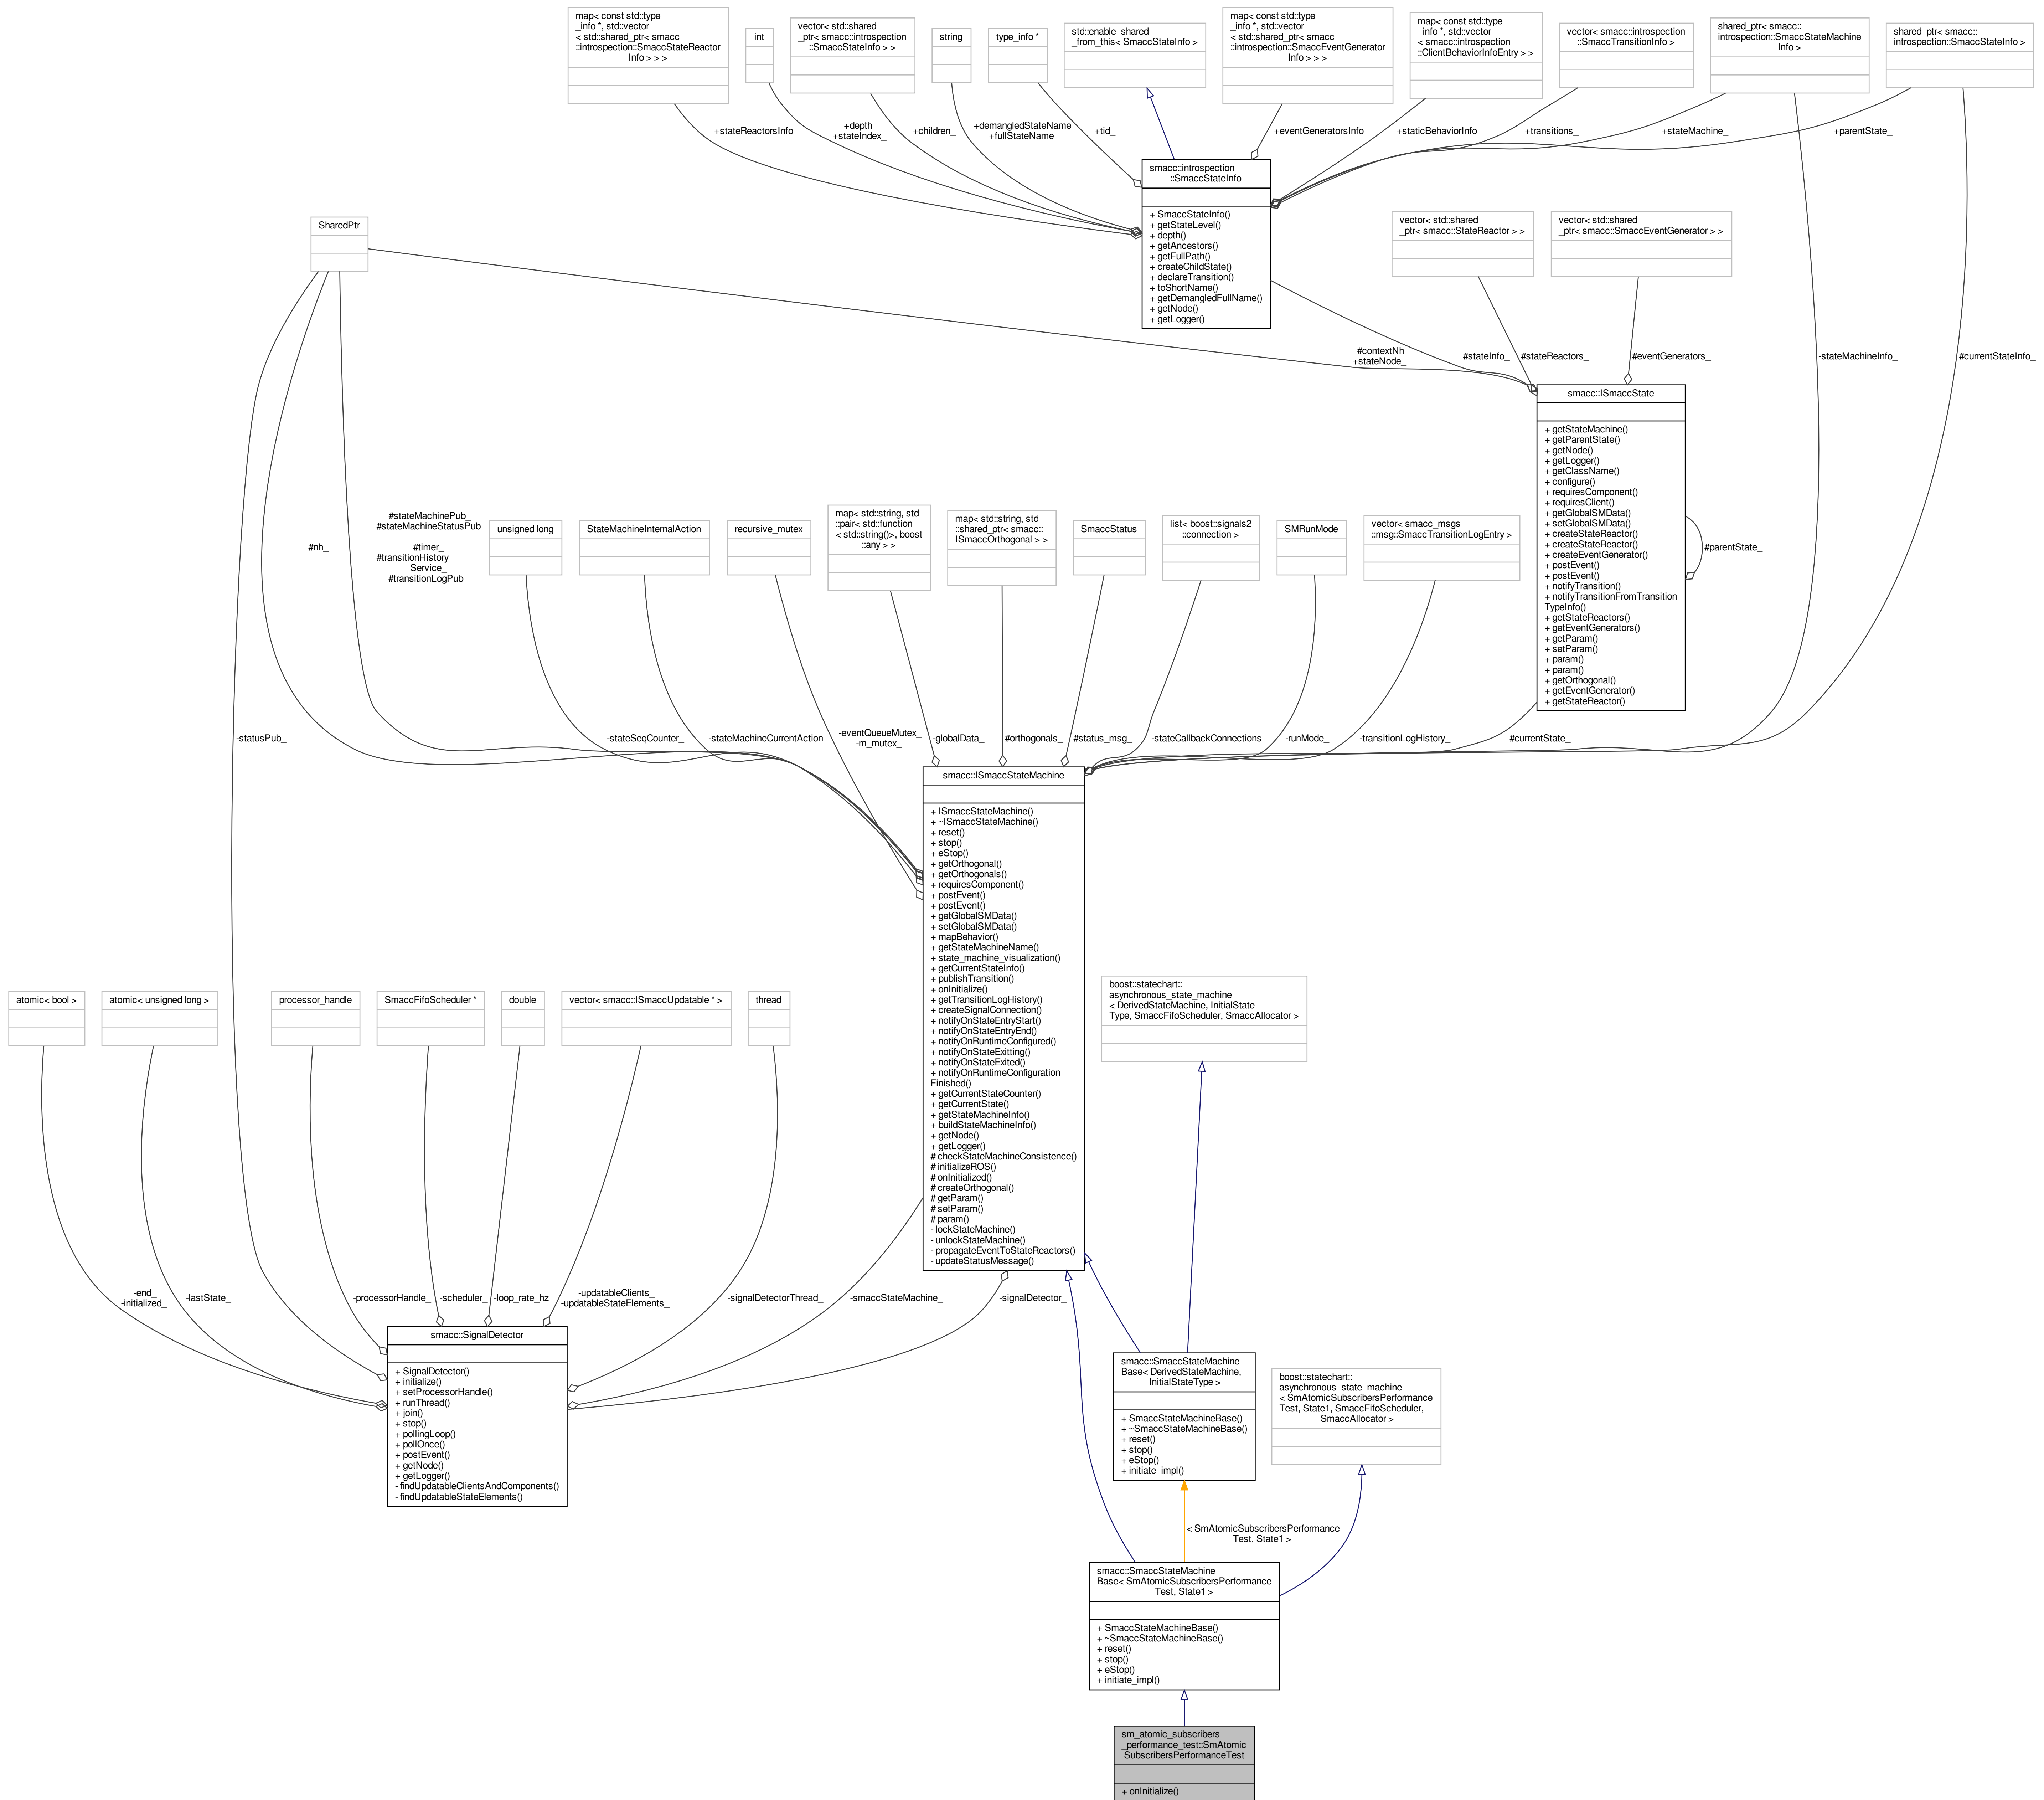 map< const std::type
_info *, std::vector
< std::shared_ptr< smacc
::introspection::SmaccStateReactor
Info > > >
int
vector< std::shared
_ptr< smacc::introspection
::SmaccStateInfo > >
string
type_info *
std::enable_shared
_from_this< SmaccStateInfo >
map< const std::type
_info *, std::vector
< std::shared_ptr< smacc
::introspection::SmaccEventGenerator
Info > > >
map< const std::type
_info *, std::vector
< smacc::introspection
::ClientBehaviorInfoEntry > >
vector< smacc::introspection
::SmaccTransitionInfo >
shared_ptr< smacc::
introspection::SmaccStateMachine
Info >
shared_ptr< smacc::
introspection::SmaccStateInfo >
+stateReactorsInfo
+depth_
+stateIndex_
+children_
+demangledStateName
+fullStateName
+tid_
+eventGeneratorsInfo
+staticBehaviorInfo
+transitions_
+stateMachine_
+parentState_
smacc::introspection
::SmaccStateInfo
+ SmaccStateInfo()
+ getStateLevel()
+ depth()
+ getAncestors()
+ getFullPath()
+ createChildState()
+ declareTransition()
+ toShortName()
+ getDemangledFullName()
+ getNode()
+ getLogger()
SharedPtr
vector< std::shared
_ptr< smacc::StateReactor > >
vector< std::shared
_ptr< smacc::SmaccEventGenerator > >
#contextNh
+stateNode_
#stateInfo_
#stateReactors_
#eventGenerators_
-stateMachineInfo_
#currentStateInfo_
smacc::ISmaccState
+ getStateMachine()
+ getParentState()
+ getNode()
+ getLogger()
+ getClassName()
+ configure()
+ requiresComponent()
+ requiresClient()
+ getGlobalSMData()
+ setGlobalSMData()
+ createStateReactor()
+ createStateReactor()
+ createEventGenerator()
+ postEvent()
+ postEvent()
+ notifyTransition()
+ notifyTransitionFromTransition
TypeInfo()
+ getStateReactors()
+ getEventGenerators()
+ getParam()
+ setParam()
+ param()
+ param()
+ getOrthogonal()
+ getEventGenerator()
+ getStateReactor()
#parentState_
#nh_
#stateMachinePub_
#stateMachineStatusPub
_
#timer_
#transitionHistory
Service_
#transitionLogPub_
unsigned long
StateMachineInternalAction
recursive_mutex
map< std::string, std
::pair< std::function
< std::string()>, boost
::any > >
map< std::string, std
::shared_ptr< smacc::
ISmaccOrthogonal > >
SmaccStatus
list< boost::signals2
::connection >
SMRunMode
vector< smacc_msgs
::msg::SmaccTransitionLogEntry >
-statusPub_
-stateSeqCounter_
-stateMachineCurrentAction
-eventQueueMutex_
-m_mutex_
-globalData_
#orthogonals_
#status_msg_
-stateCallbackConnections
-runMode_
-transitionLogHistory_
#currentState_
smacc::ISmaccStateMachine
+ ISmaccStateMachine()
+ ~ISmaccStateMachine()
+ reset()
+ stop()
+ eStop()
+ getOrthogonal()
+ getOrthogonals()
+ requiresComponent()
+ postEvent()
+ postEvent()
+ getGlobalSMData()
+ setGlobalSMData()
+ mapBehavior()
+ getStateMachineName()
+ state_machine_visualization()
+ getCurrentStateInfo()
+ publishTransition()
+ onInitialize()
+ getTransitionLogHistory()
+ createSignalConnection()
+ notifyOnStateEntryStart()
+ notifyOnStateEntryEnd()
+ notifyOnRuntimeConfigured()
+ notifyOnStateExitting()
+ notifyOnStateExited()
+ notifyOnRuntimeConfiguration
Finished()
+ getCurrentStateCounter()
+ getCurrentState()
+ getStateMachineInfo()
+ buildStateMachineInfo()
+ getNode()
+ getLogger()
# checkStateMachineConsistence()
# initializeROS()
# onInitialized()
# createOrthogonal()
# getParam()
# setParam()
# param()
- lockStateMachine()
- unlockStateMachine()
- propagateEventToStateReactors()
- updateStatusMessage()
atomic< bool >
atomic< unsigned long >
processor_handle
SmaccFifoScheduler *
double
vector< smacc::ISmaccUpdatable * >
thread
boost::statechart::
asynchronous_state_machine
< DerivedStateMachine, InitialState
Type, SmaccFifoScheduler, SmaccAllocator >
-end_
-initialized_
-lastState_
-processorHandle_
-scheduler_
-loop_rate_hz
-updatableClients_
-updatableStateElements_
-signalDetectorThread_
-smaccStateMachine_
-signalDetector_
smacc::SignalDetector
+ SignalDetector()
+ initialize()
+ setProcessorHandle()
+ runThread()
+ join()
+ stop()
+ pollingLoop()
+ pollOnce()
+ postEvent()
+ getNode()
+ getLogger()
- findUpdatableClientsAndComponents()
- findUpdatableStateElements()
smacc::SmaccStateMachine
Base< DerivedStateMachine,
InitialStateType >
+ SmaccStateMachineBase()
+ ~SmaccStateMachineBase()
+ reset()
+ stop()
+ eStop()
+ initiate_impl()
boost::statechart::
asynchronous_state_machine
< SmAtomicSubscribersPerformance
Test, State1, SmaccFifoScheduler,
SmaccAllocator >
< SmAtomicSubscribersPerformance
Test, State1 >
smacc::SmaccStateMachine
Base< SmAtomicSubscribersPerformance
Test, State1 >
+ SmaccStateMachineBase()
+ ~SmaccStateMachineBase()
+ reset()
+ stop()
+ eStop()
+ initiate_impl()
sm_atomic_subscribers
_performance_test::SmAtomic
SubscribersPerformanceTest
+ onInitialize()